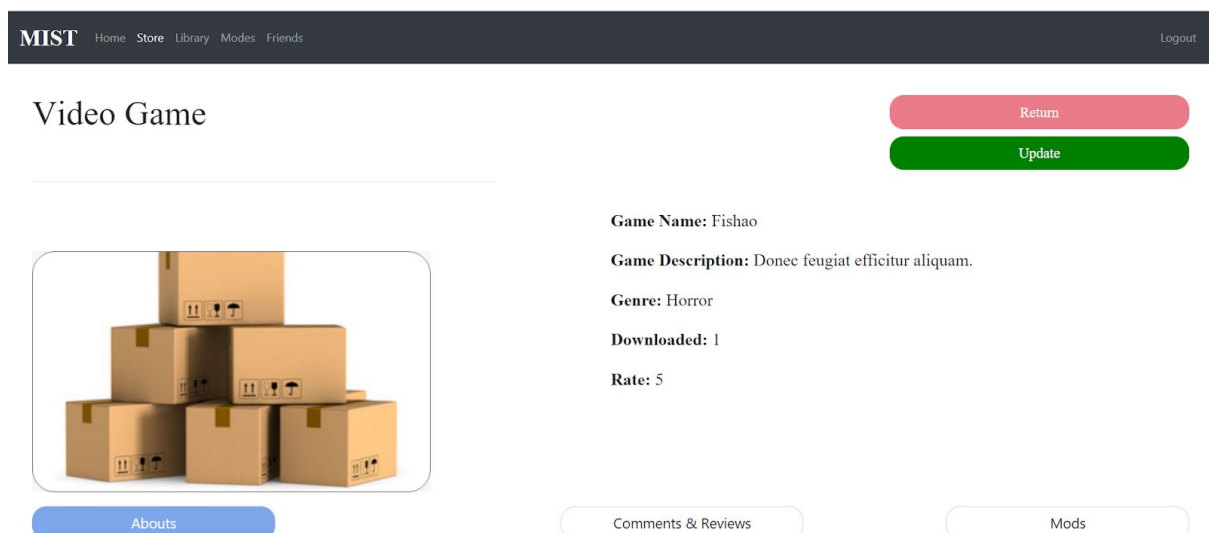 MIST Home Store Library Modes Friends Logout
Video Game
Return
Update
Game Name: Fishao
Game Description: Donec feugiat efficitur aliquam.
Genre: Horror
Downloaded: 1
Rate: 5
Abouts Comments & Reviews Mods